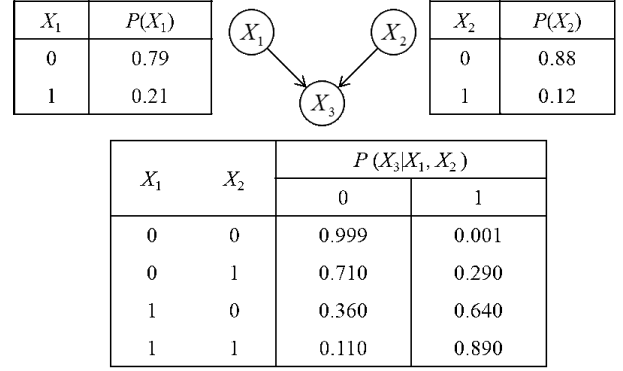 X₁ P(X₁)
0 0.79
1 0.21
X₁ X₂
X₃
X₂ P(X₂)
0 0.88
1 0.12
X₁ X₂ P (X₃|X₁, X₂ )
0 1
0 0 0.999 0.001
0 1 0.710 0.290
1 0 0.360 0.640
1 1 0.110 0.890